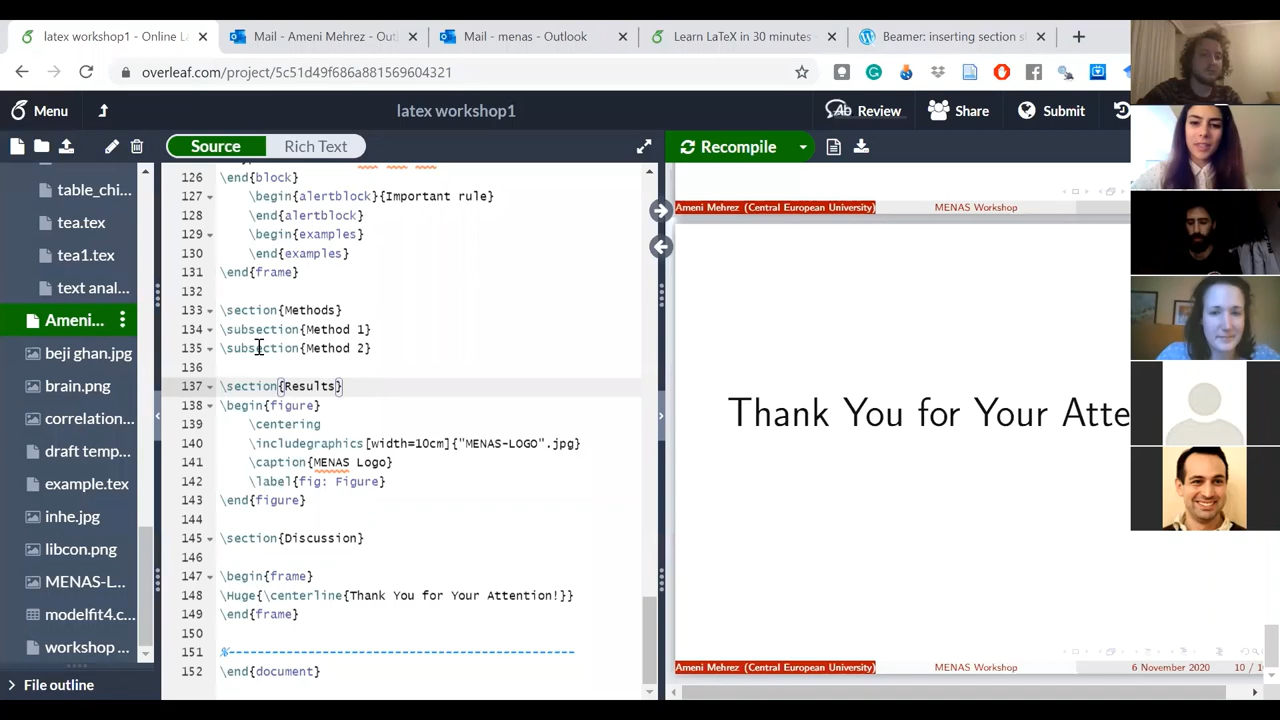 latex workshop1 - Online La
Mail - Ameni Mehrez - Outl
Mail - menas - Outlook
Learn LaTeX in 30 minutes -
Beamer: inserting section sl
overleaf.com/project/5c51d49f686a881569604321
Menu
latex workshop1
Review
Share
Submit
Source
Rich Text
Recompile
table_chi...
tea.tex
tea1.tex
text anal...
Ameni...
beji ghan.jpg
brain.png
correlation...
draft temp...
example.tex
inhe.jpg
libcon.png
MENAS-L...
modelfit4.c...
workshop ...
File outline
126 \end{block}
127 \begin{alertblock}{Important rule}
128 \end{alertblock}
129 \begin{examples}
130 \end{examples}
131 \end{frame}
132
133 \section{Methods}
134 \subsection{Method 1}
135 \subsection{Method 2}
136
137 \section{Results}
138 \begin{figure}
139 \centering
140 \includegraphics[width=10cm]{"MENAS-LOGO".jpg}
141 \caption{MENAS Logo}
142 \label{fig: Figure}
143 \end{figure}
144
145 \section{Discussion}
146
147 \begin{frame}
148 \Huge{\centerline{Thank You for Your Attention!}}
149 \end{frame}
150
151 %------------------------------------------------
152 \end{document}
Ameni Mehrez (Central European University) MENAS Workshop
Thank You for Your Atte
Ameni Mehrez (Central European University) MENAS Workshop 6 November 2020 10 / 1